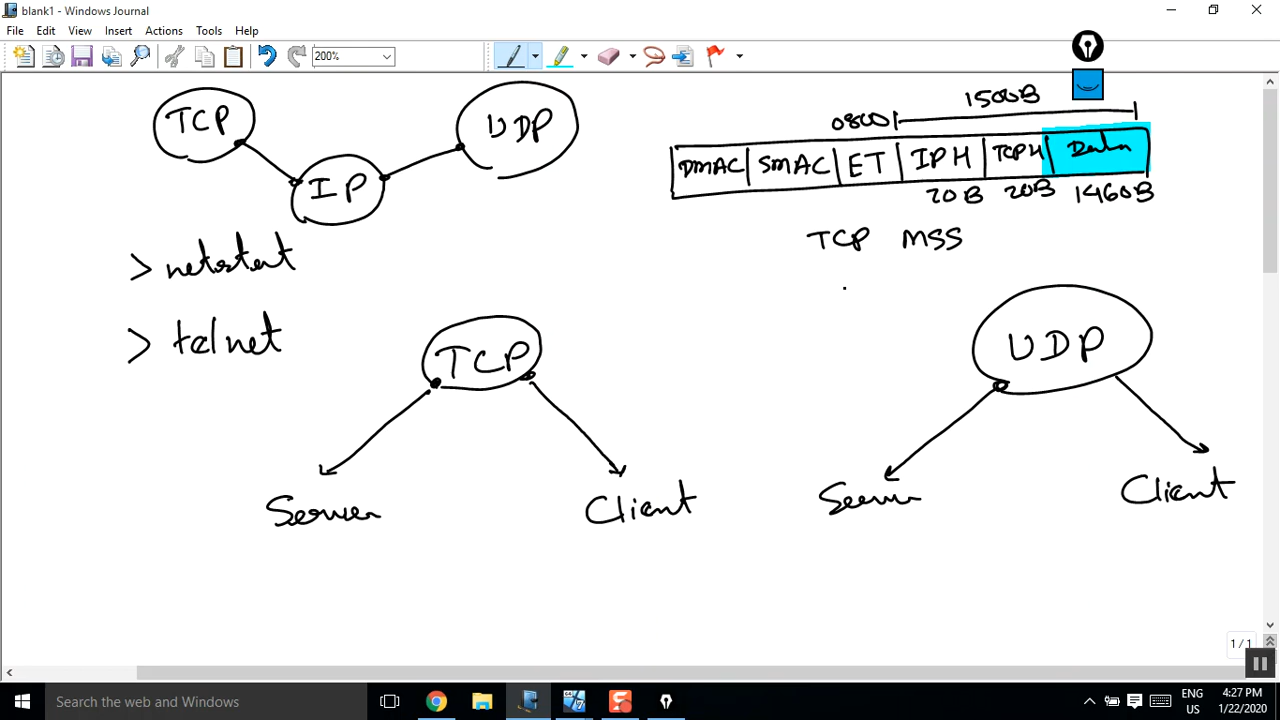 blank1 - Windows Journal
File Edit View Insert Actions Tools Help
200%
TCP
UDP
IP
> netstat
> telnet
1500B
0800
DMAC SMAC ET IPH TCPH Data
20B 20B 1460B
TCP MSS
TCP
Server
Client
UDP
Server
Client
1 / 1
Search the web and Windows
64
ENG
US
4:27 PM
1/22/2020